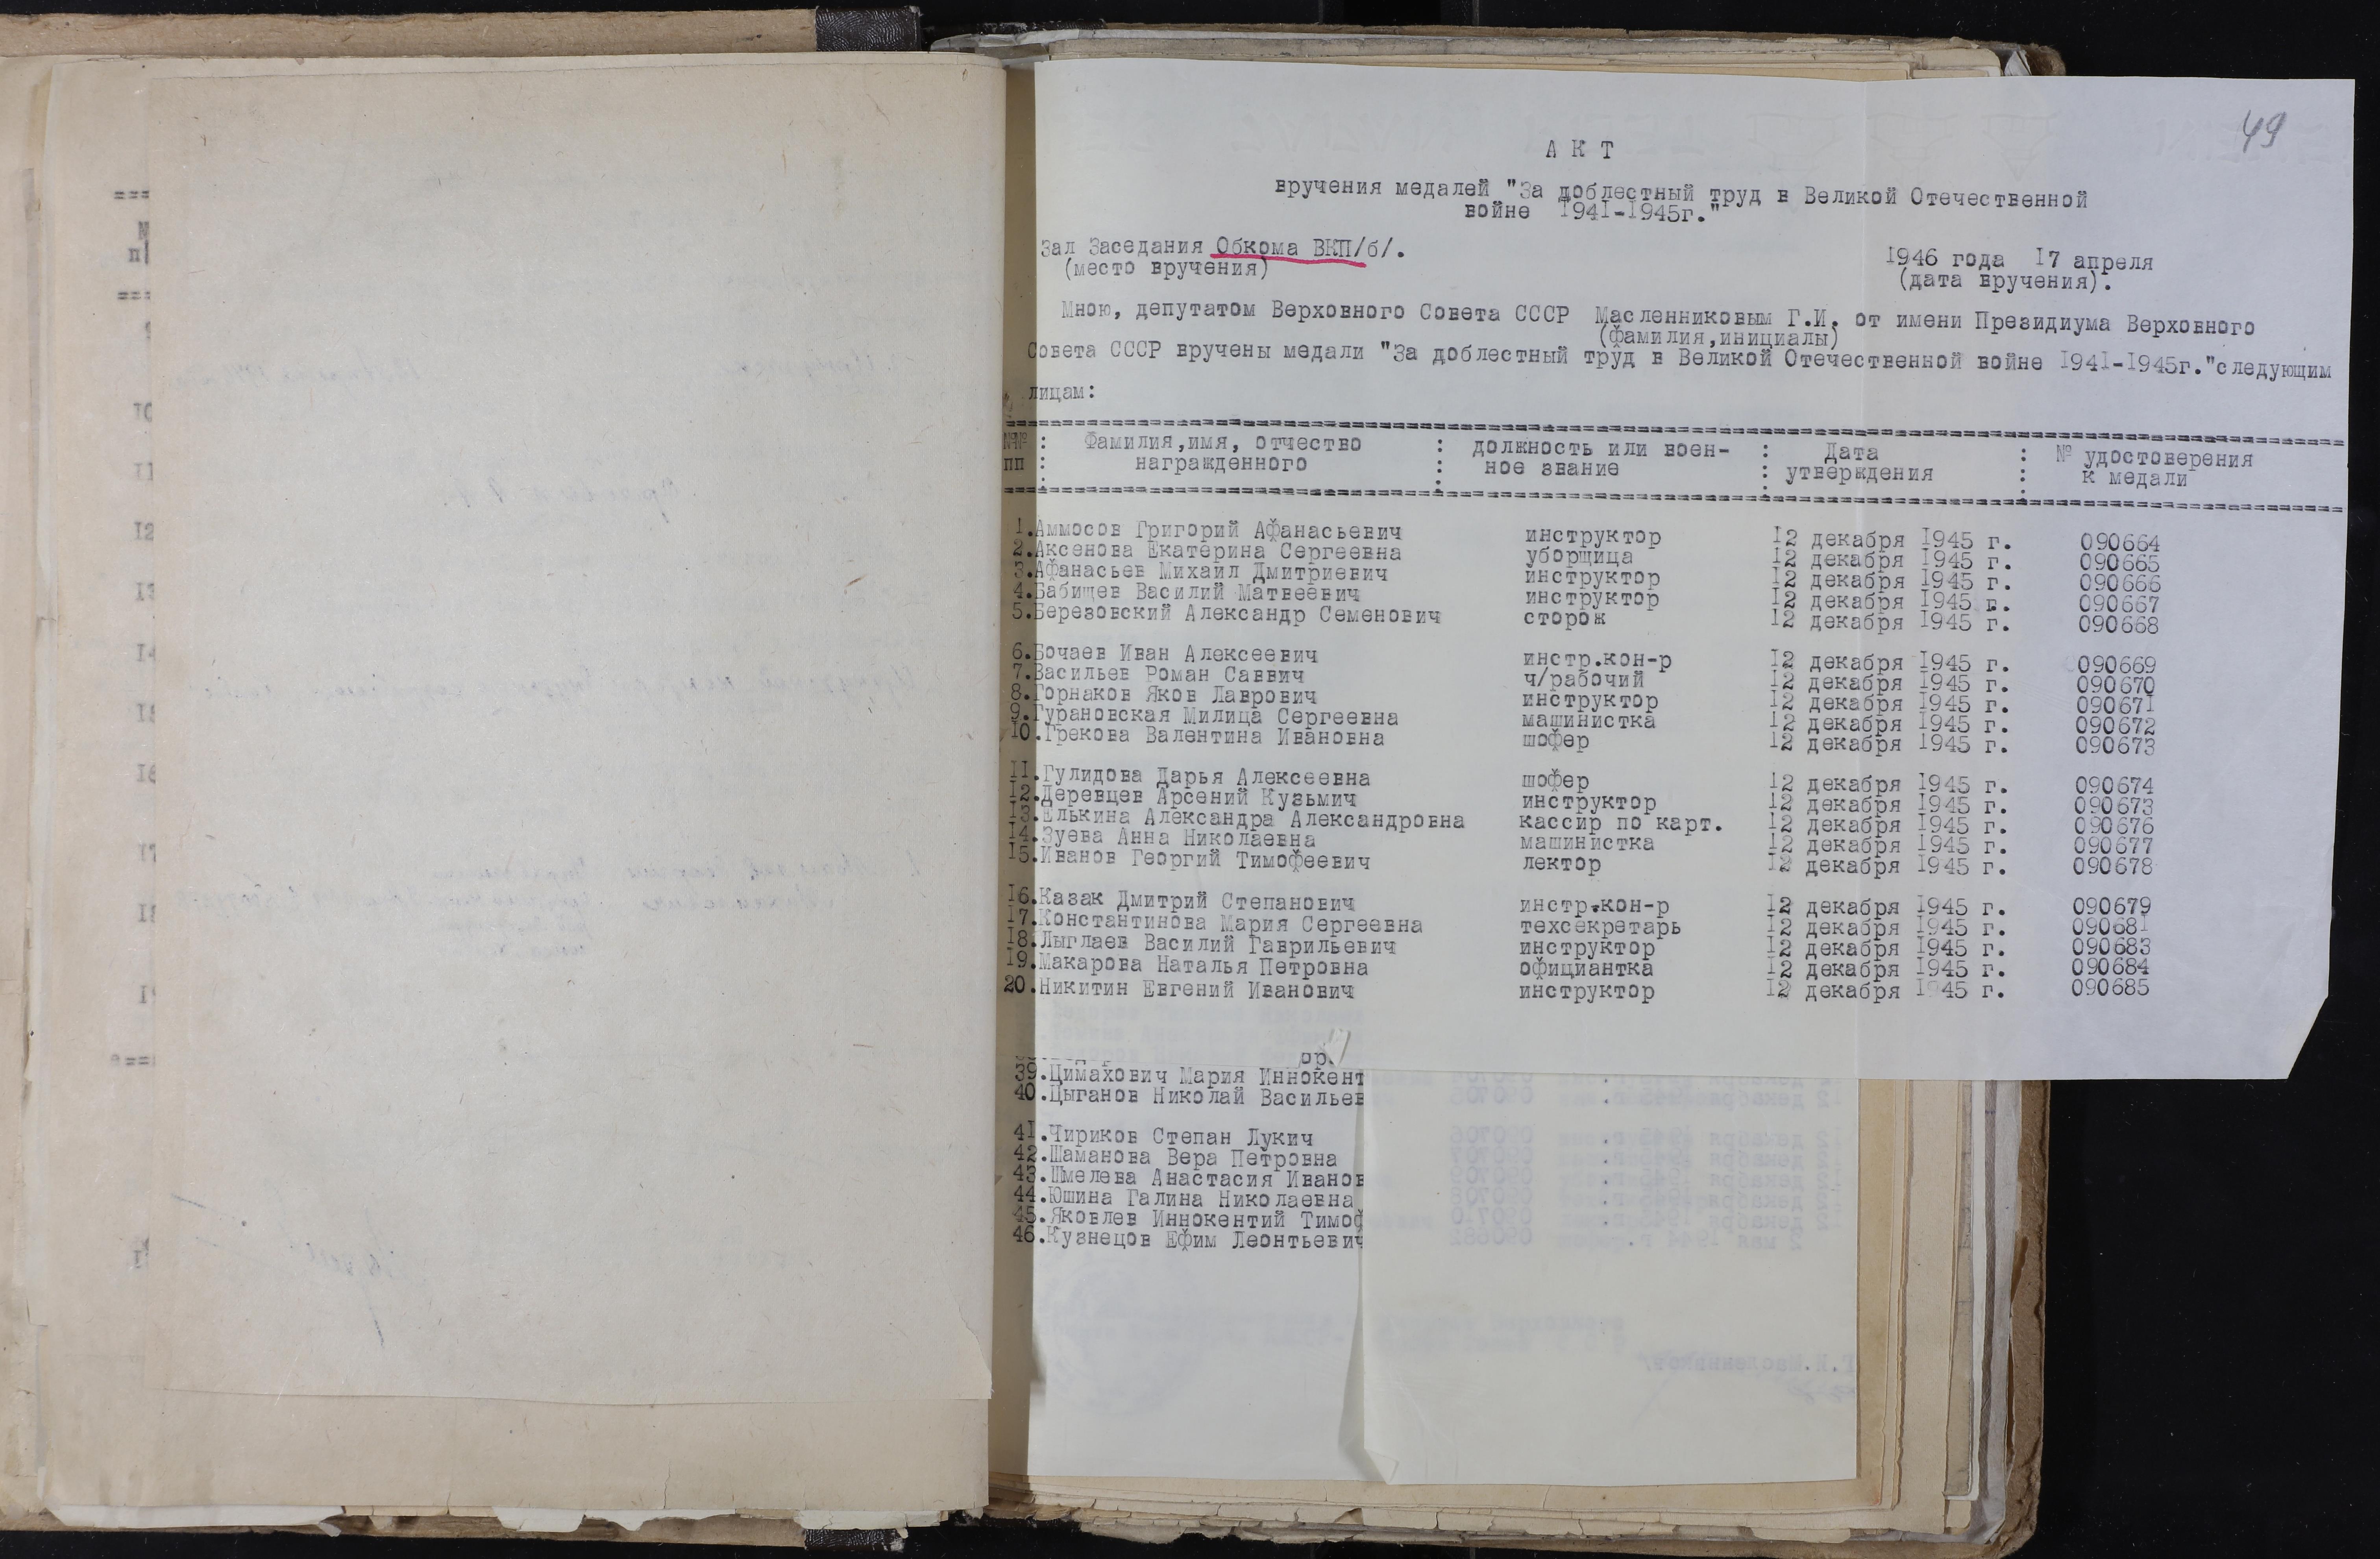 49
А К Т
вручения медалей "За доблестный труд в Великой Отечественной
войне 1941-1945г."
Зал Заседания Обкома ВКП/б/.
(место вручения)
1946 года 17 апреля
(дата вручения).
Мною, депутатом Верховного Совета СССР Масленниковым Г.И. от имени Президиума Верховного
(фамилия,инициалы)
Совета СССР вручены медали "За доблестный труд в Великой Отечественной войне 1941-1945г."следующим
лицам:
№№ : Фамилия,имя, отчество : должность или воен- : Дата : № удостоверения
пп : награжденного : ное звание : утверждения : к медали
1.Аммосов Григорий Афанасьевич инструктор 12 декабря 1945 г. 090664
2.Аксенова Екатерина Сергеевна уборщица 12 декабря 1945 г. 090665
3.Афанасьев Михаил Дмитриевич инструктор 12 декабря 1945 г. 090666
4.Бабищев Василий Матвеевич инструктор 12 декабря 1945 г. 090667
5.Березовский Александр Семенович сторож 12 декабря 1945 г. 090668
6.Бочаев Иван Алексеевич инстр.кон-р 12 декабря 1945 г. 090669
7.Васильев Роман Саввич ч/рабочий 12 декабря 1945 г. 090670
8.Горнаков Яков Лаврович инструктор 12 декабря 1945 г. 090671
9.Гурановская Милица Сергеевна машинистка 12 декабря 1945 г. 090672
10.Грекова Валентина Ивановна шофер 12 декабря 1945 г. 090673
11.Гулидова Дарья Алексеевна шофер 12 декабря 1945 г. 090674
12.Деревцев Арсений Кузьмич инструктор 12 декабря 1945 г. 090673
13.Елькина Александра Александровна кассир по карт. 12 декабря 1945 г. 090676
14.Зуева Анна Николаевна машинистка 12 декабря 1945 г. 090677
15.Иванов Георгий Тимофеевич лектор 12 декабря 1945 г. 090678
16.Казак Дмитрий Степанович инстр.кон-р 12 декабря 1945 г. 090679
17.Константинова Мария Сергеевна техсекретарь 12 декабря 1945 г. 090681
18.Лыглаев Василий Гаврильевич инструктор 12 декабря 1945 г. 090683
19.Макарова Наталья Петровна официантка 12 декабря 1945 г. 090684
20.Никитин Евгений Иванович инструктор 12 декабря 1945 г. 090685
39.Цимахович Мария Иннокент
40.Цыганов Николай Васильев
41.Чириков Степан Лукич
42.Шаманова Вера Петровна
43.Шмелева Анастасия Иванов
44.Юшина Галина Николаевна
45.Яковлев Иннокентий Тимоф
46.Кузнецов Ефим Леонтьевич